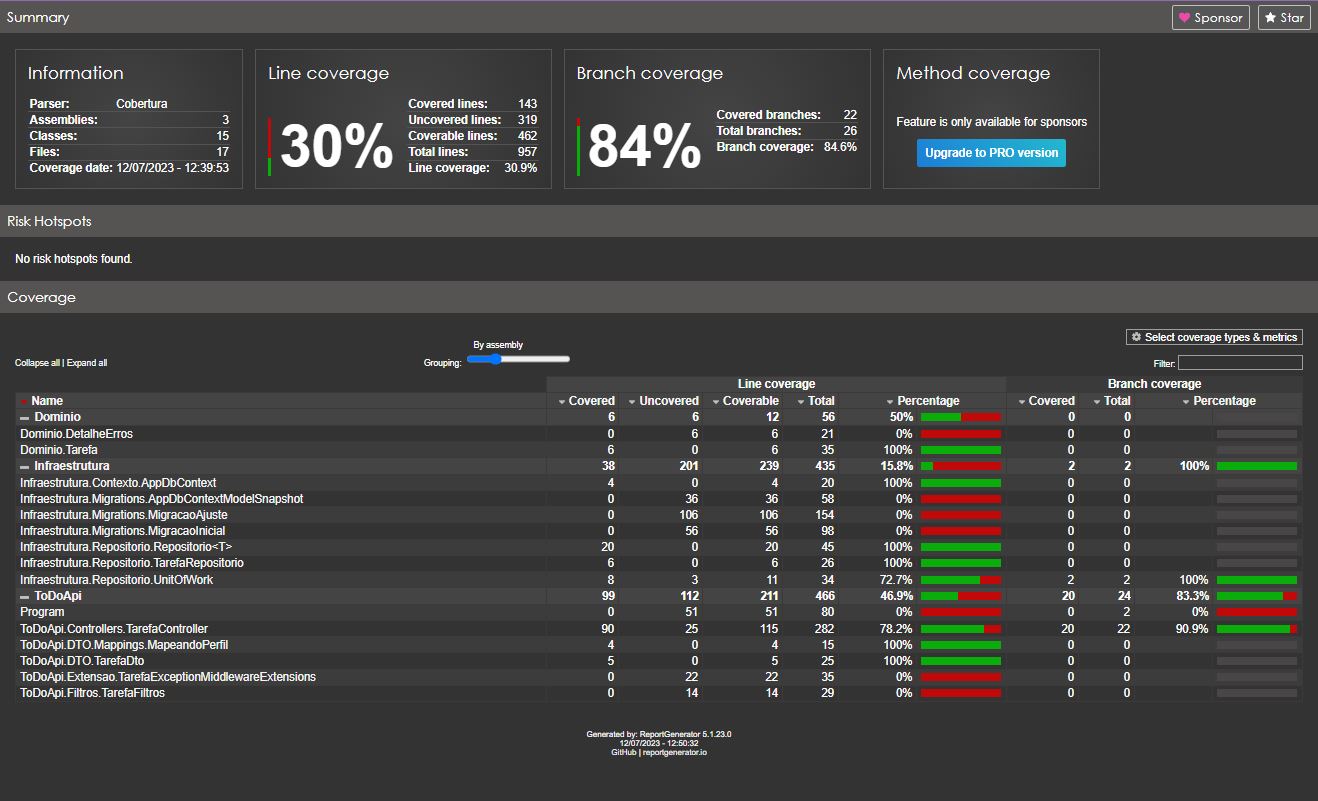 Summary
Sponsor Star
Information
Parser: Cobertura
Assemblies: 3
Classes: 15
Files: 17
Coverage date: 12/07/2023 - 12:39:53
Line coverage
30%
Covered lines: 143
Uncovered lines: 319
Coverable lines: 462
Total lines: 957
Line coverage: 30.9%
Branch coverage
84%
Covered branches: 22
Total branches: 26
Branch coverage: 84.6%
Method coverage
Feature is only available for sponsors
Upgrade to PRO version
Risk Hotspots
No risk hotspots found.
Coverage
Select coverage types & metrics
By assembly
Collapse all | Expand all
Grouping:
Filter:
Line coverage Branch coverage
Name Covered Uncovered Coverable Total Percentage Covered Total Percentage
Dominio 6 6 12 56 50% 0 0
Dominio.DetalheErros 0 6 6 21 0% 0 0
Dominio.Tarefa 6 0 6 35 100% 0 0
Infraestrutura 38 201 239 435 15.8% 2 2 100%
Infraestrutura.Contexto.AppDbContext 4 0 4 20 100% 0 0
Infraestrutura.Migrations.AppDbContextModelSnapshot 0 36 36 58 0% 0 0
Infraestrutura.Migrations.MigracaoAjuste 0 106 106 154 0% 0 0
Infraestrutura.Migrations.MigracaoInicial 0 56 56 98 0% 0 0
Infraestrutura.Repositorio.Repositorio<T> 20 0 20 45 100% 0 0
Infraestrutura.Repositorio.TarefaRepositorio 6 0 6 26 100% 0 0
Infraestrutura.Repositorio.UnitOfWork 8 3 11 34 72.7% 2 2 100%
ToDoApi 99 112 211 466 46.9% 20 24 83.3%
Program 0 51 51 80 0% 0 2 0%
ToDoApi.Controllers.TarefaController 90 25 115 282 78.2% 20 22 90.9%
ToDoApi.DTO.Mappings.MapeandoPerfil 4 0 4 15 100% 0 0
ToDoApi.DTO.TarefaDto 5 0 5 25 100% 0 0
ToDoApi.Extensao.TarefaExceptionMiddlewareExtensions 0 22 22 35 0% 0 0
ToDoApi.Filtros.TarefaFiltros 0 14 14 29 0% 0 0
Generated by: ReportGenerator 5.1.23.0
12/07/2023 - 12:50:32
GitHub | reportgenerator.io